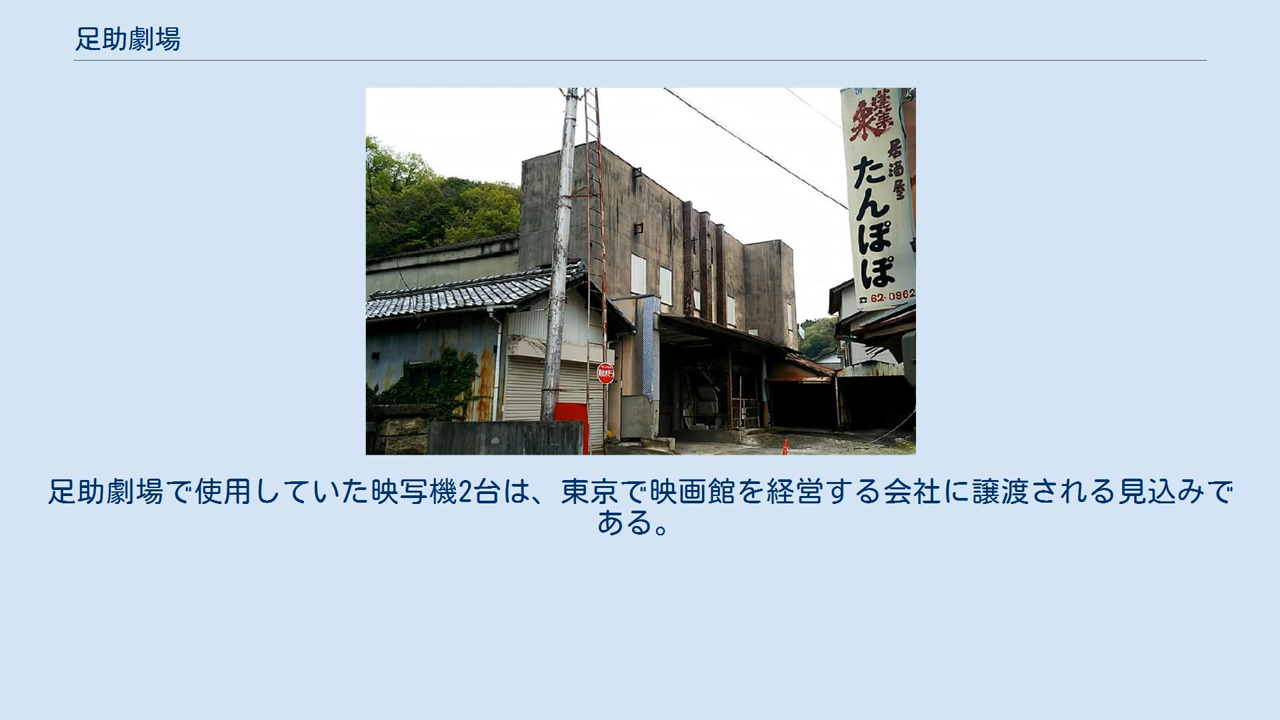 足助劇場
居酒屋
たんぽぽ
☎62-0962
足助劇場で使用していた映写機2台は、東京で映画館を経営する会社に譲渡される見込みで
ある。